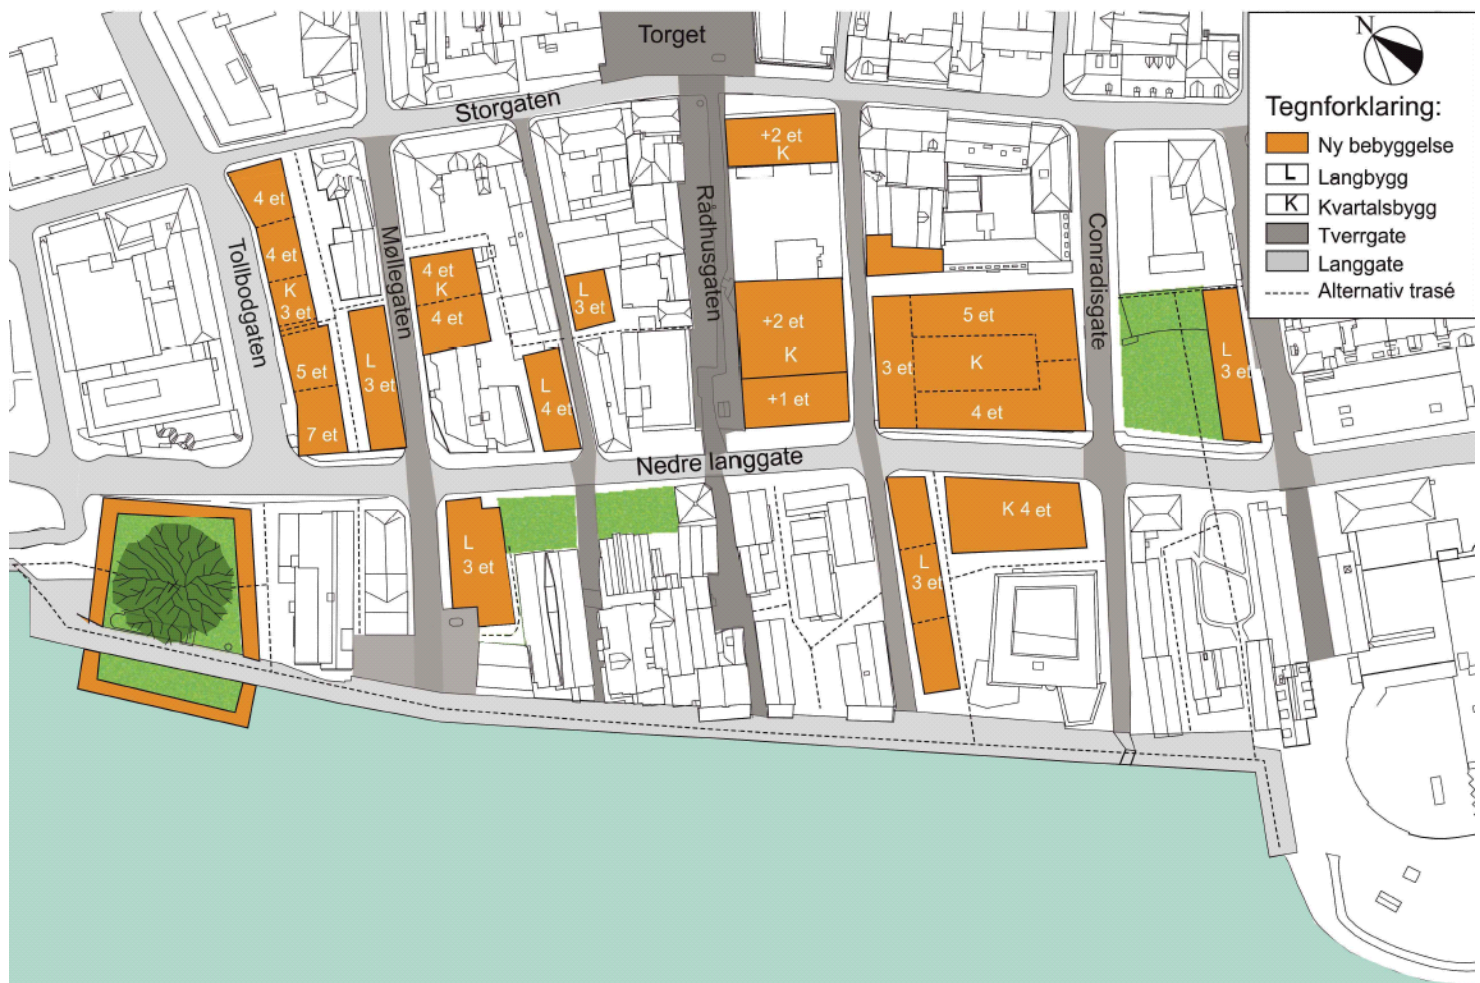 Torget
N
Storgaten
Tegnforklaring:
Ny bebyggelse
L Langbygg
K Kvartalsbygg
Tverrgate
Langgate
Alternativ trasé
+2 et
K
4 et
4 et
K
3 et
5 et
7 et
Tollbodgaten
L
3 et
Møllegaten
4 et
K
4 et
L
3 et
L
4 et
Rådhusgaten
+2 et
K
+1 et
5 et
3 et
K
4 et
Conradisgate
L
3 et
Nedre langgate
L
3 et
L
3 et
K 4 et